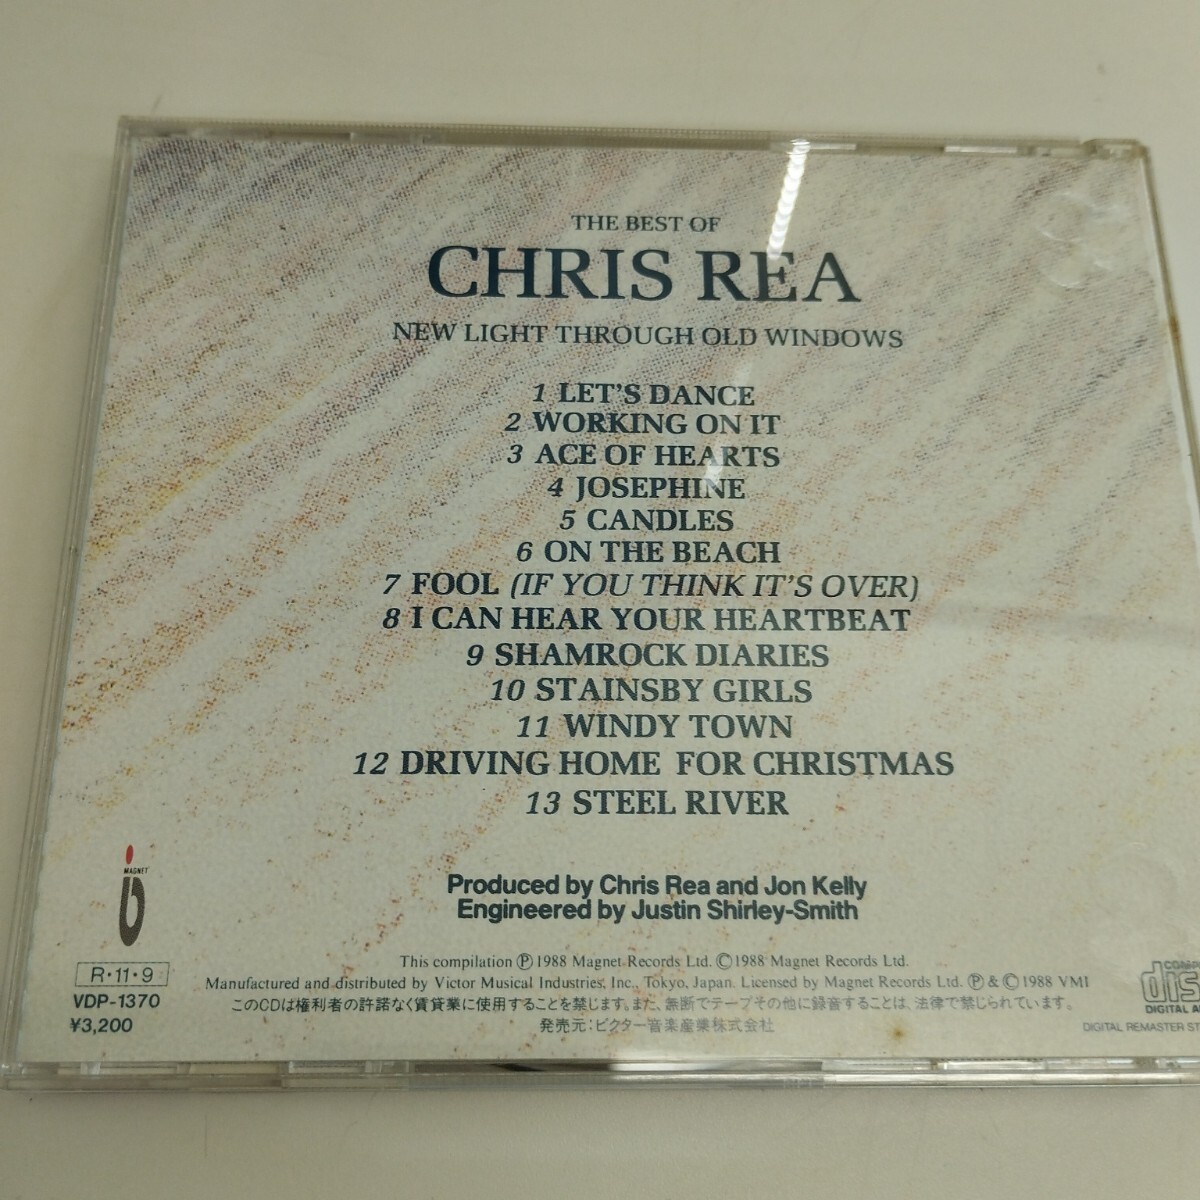 THE BEST OF
CHRIS REA
NEW LIGHT THROUGH OLD WINDOWS
1 LET'S DANCE
2 WORKING ON IT
3 ACE OF HEARTS
4 JOSEPHINE
5 CANDLES
6 ON THE BEACH
7 FOOL (IF YOU THINK IT'S OVER)
8 I CAN HEAR YOUR HEARTBEAT
9 SHAMROCK DIARIES
10 STAINSBY GIRLS
11 WINDY TOWN
12 DRIVING HOME FOR CHRISTMAS
13 STEEL RIVER
Produced by Chris Rea and Jon Kelly
Engineered by Justin Shirley-Smith
MAGNET
R・11・9
VDP-1370
¥3,200
This compilation Ⓟ1988 Magnet Records Ltd. Ⓒ1988 Magnet Records Ltd.
Manufactured and distributed by Victor Musical Industries, Inc., Tokyo, Japan. Licensed by Magnet Records Ltd. Ⓟ & Ⓒ 1988 VMI
このCDは権利者の許諾なく賃貸業に使用することを禁じます。また、無断でテープその他に録音することは、法律で禁じられています。
発売元：ビクター音楽産業株式会社
DIGITAL
DIGITAL REMASTER